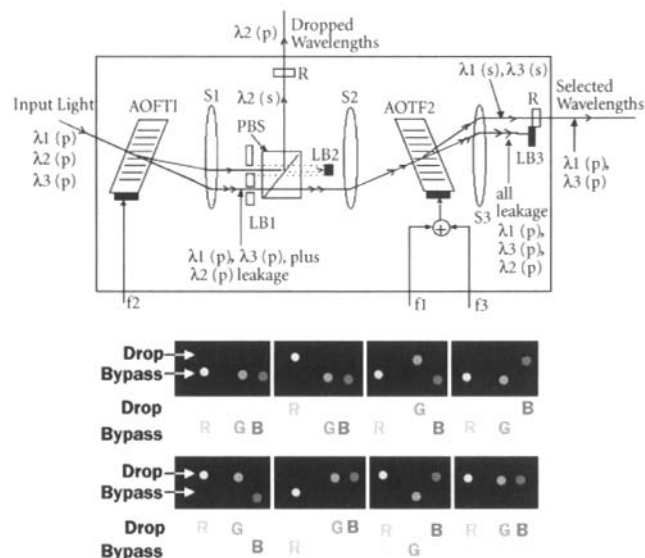 λ2 (p)
Dropped
Wavelengths
R
λ1 (s), λ3 (s)
Selected
Wavelengths
Input Light
AOFT1
S1
λ2 (s)
S2
AOTF2
R
λ1 (p)
λ2 (p)
λ3 (p)
PBS
LB2
LB3
LB1
S3
λ1 (p),
λ3 (p)
all
leakage
λ1 (p),
λ3 (p),
λ2 (p)
λ1 (p), λ3 (p), plus
λ2 (p) leakage
+
f2
f1
f3
Drop
Bypass
Drop R G B
Bypass R G B G B R B R G
Drop
Bypass
Drop R G G B R B R G B
Bypass B R G